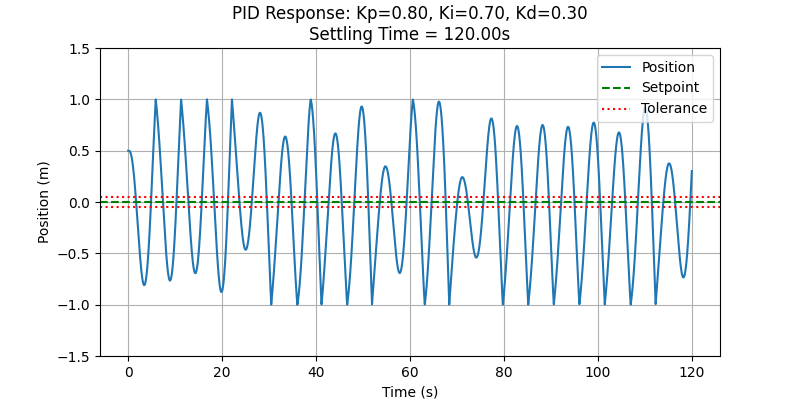 PID Response: Kp=0.80, Ki=0.70, Kd=0.30
Settling Time = 120.00s
Position
Setpoint
Tolerance
1.5
1.0
0.5
0.0
−0.5
−1.0
−1.5
Position (m)
0
20
40
60
80
100
120
Time (s)